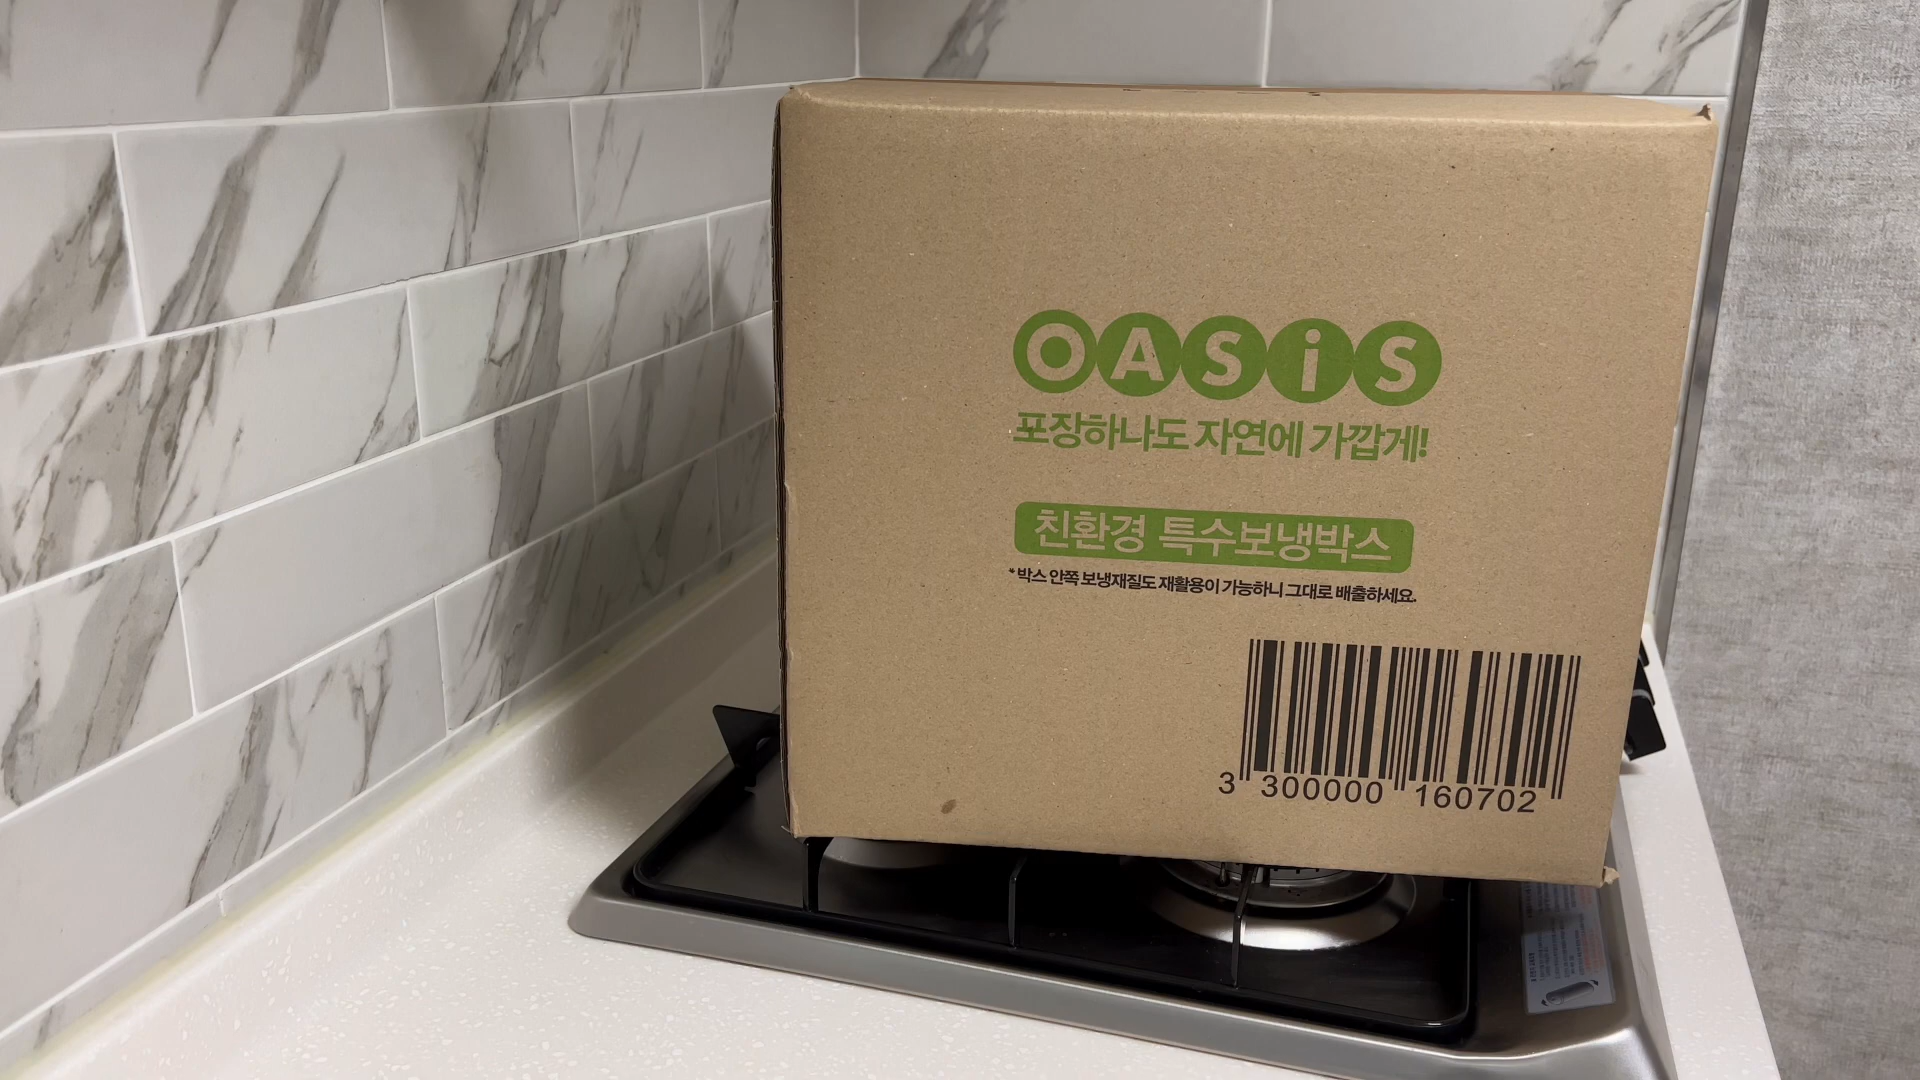 OASiS
포장하나도 자연에 가깝게!
친환경 특수보냉박스
* 박스 안쪽 보냉재질도 재활용이 가능하니 그대로 배출하세요.
3 300000 160702